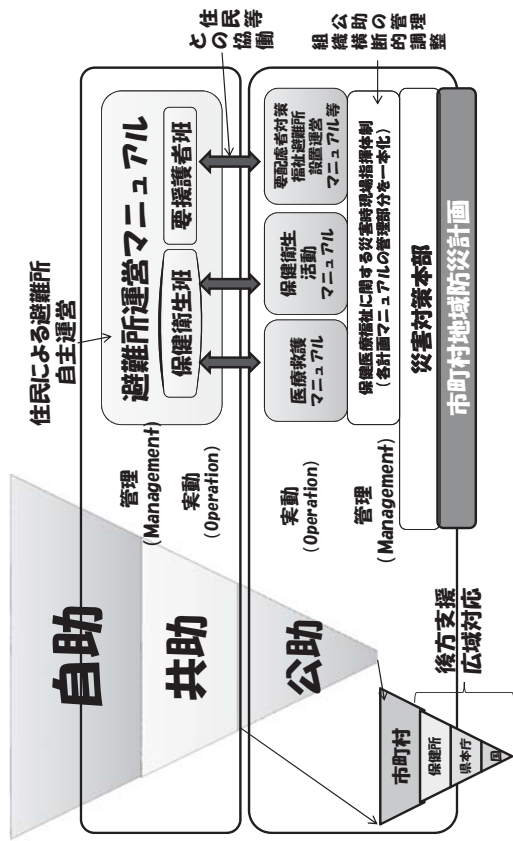 住民による避難所
自主運営
自助
共助
公助
管理
(Management)
実動
(Operation)
避難所運営マニュアル
保健衛生班
要援護者班
住民等
との協働
実動
(Operation)
管理
(Management)
医療救護
マニュアル
保健衛生
活動
マニュアル
要配慮者対策
福祉避難所
設置運営
マニュアル等
保健医療福祉に関する災害時現場指揮体制
(各計画マニュアルの管理部分を一本化)
災害対策本部
市町村地域防災計画
公助の管理
組織横断的調整
市町村
保健所
県本庁
国
後方支援
広域対応